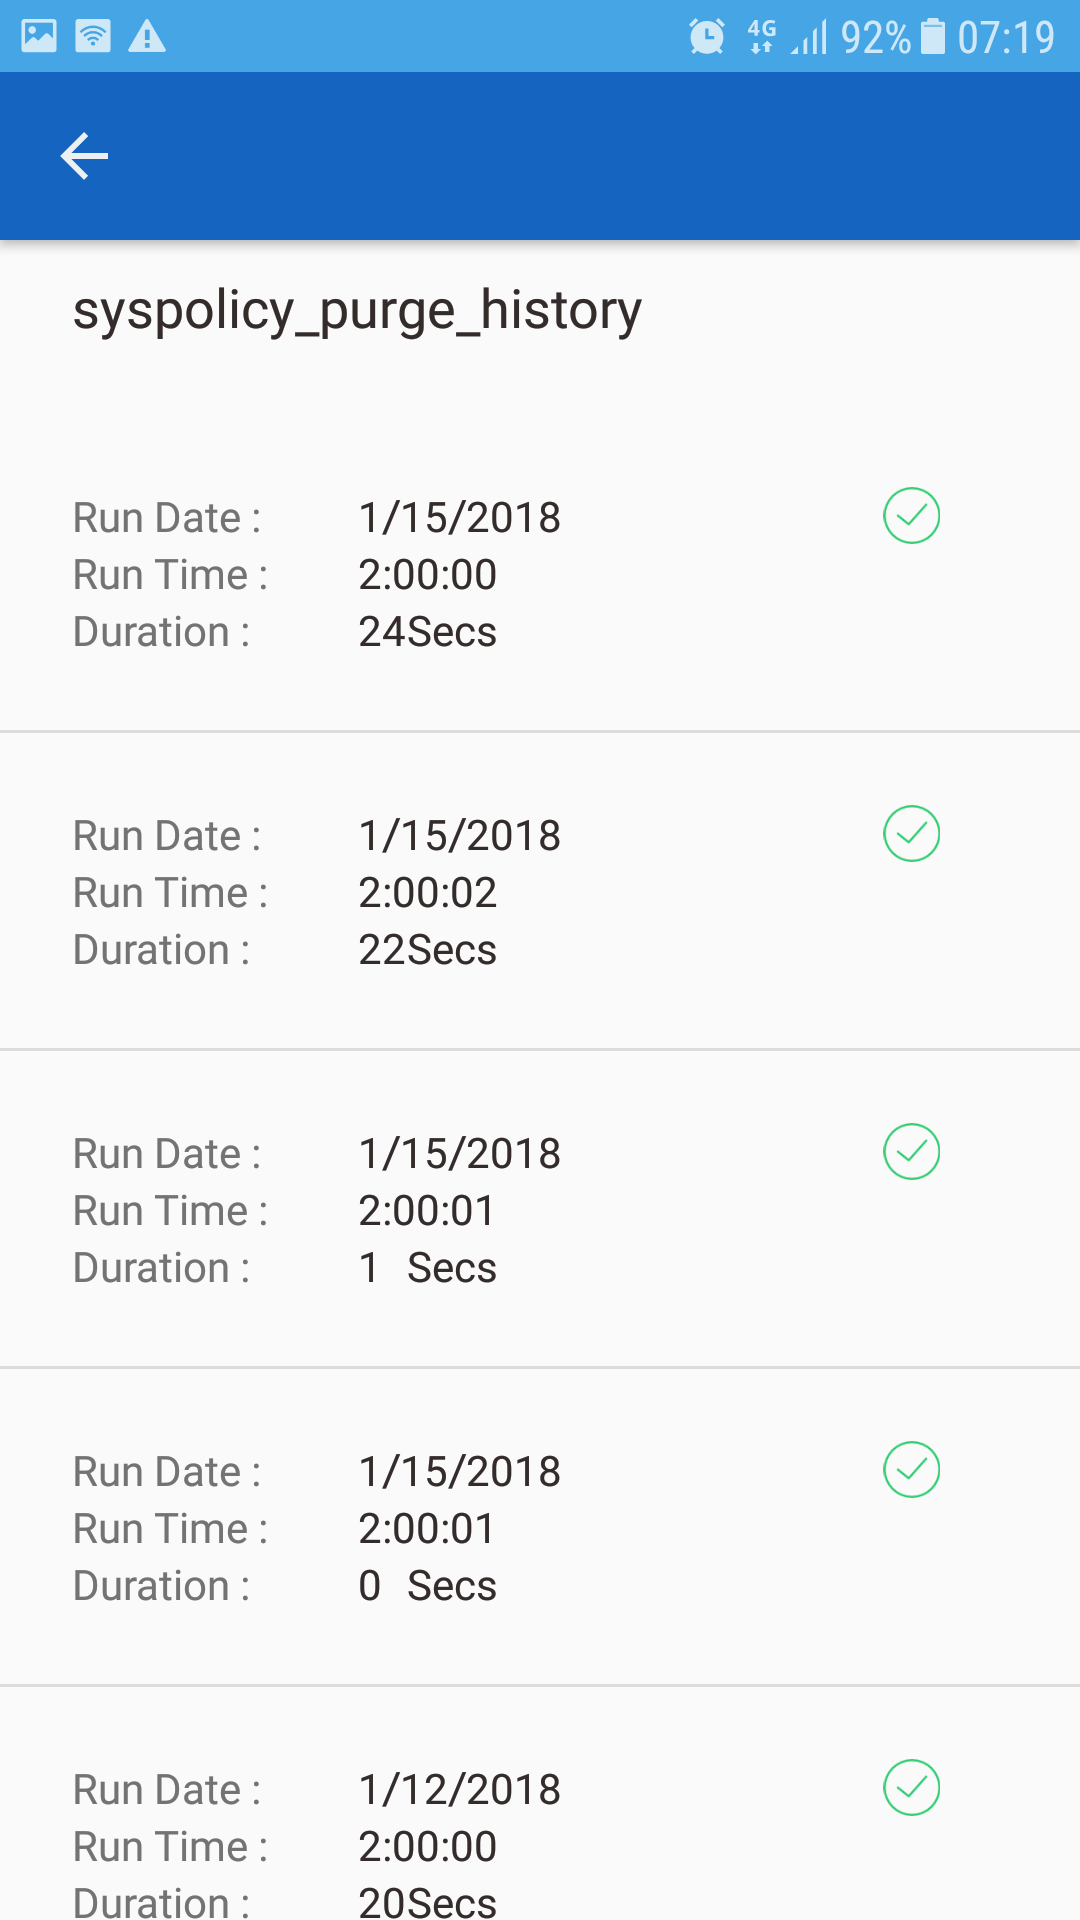 4G 92% 07:19
syspolicy_purge_history
Run Date : 1/15/2018
Run Time : 2:00:00
Duration : 24Secs
Run Date : 1/15/2018
Run Time : 2:00:02
Duration : 22Secs
Run Date : 1/15/2018
Run Time : 2:00:01
Duration : 1 Secs
Run Date : 1/15/2018
Run Time : 2:00:01
Duration : 0 Secs
Run Date : 1/12/2018
Run Time : 2:00:00
Duration : 20Secs